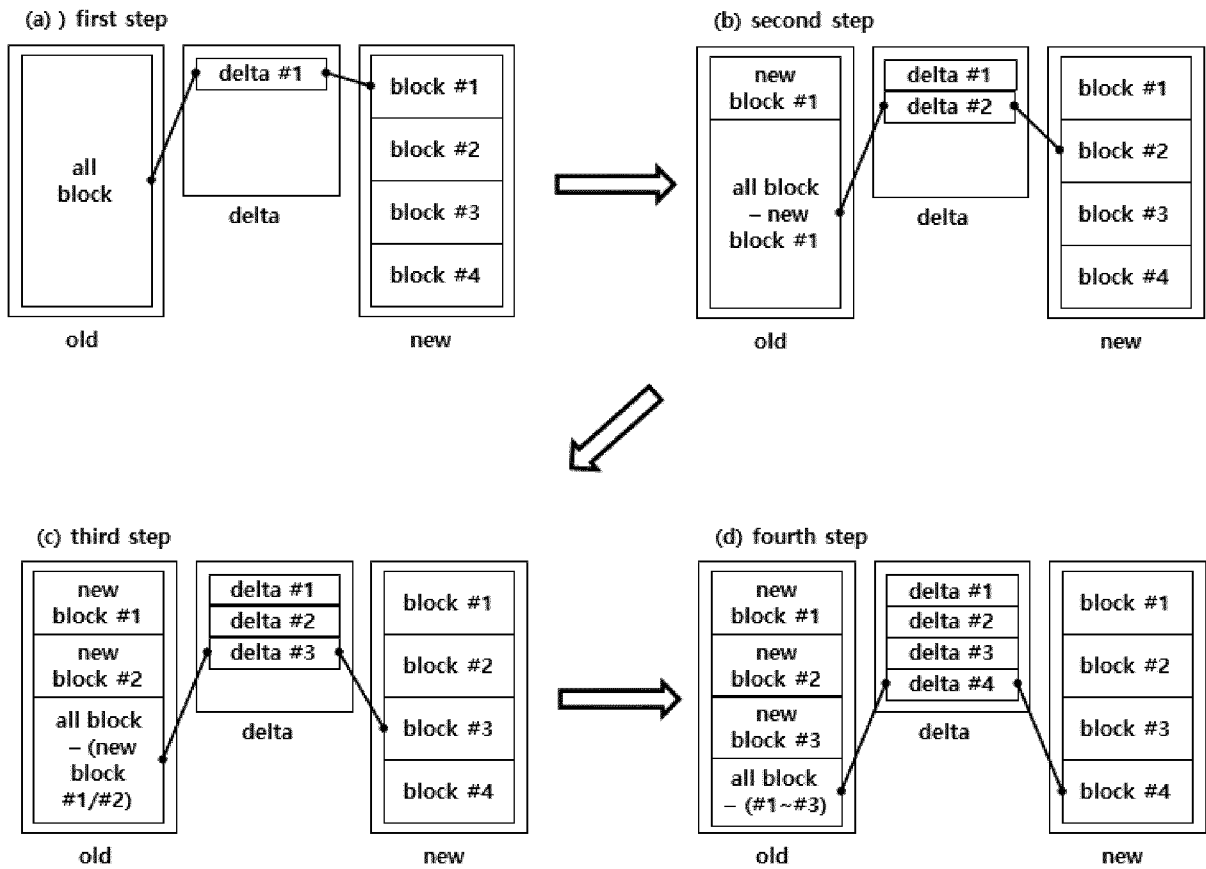 (a) ) first step
all
block
old
delta #1
delta
block #1
block #2
block #3
block #4
new
(b) second step
new
block #1
all block
– new
block #1
old
delta #1
delta #2
delta
block #1
block #2
block #3
block #4
new
(c) third step
new
block #1
new
block #2
all block
– (new
block
#1/#2)
old
delta #1
delta #2
delta #3
delta
block #1
block #2
block #3
block #4
new
(d) fourth step
new
block #1
new
block #2
new
block #3
all block
– (#1~#3)
old
delta #1
delta #2
delta #3
delta #4
delta
block #1
block #2
block #3
block #4
new